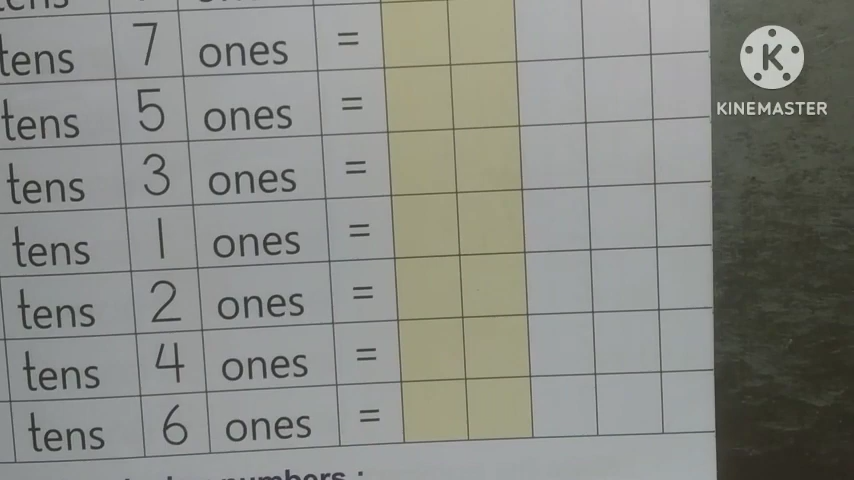 tens 7 ones =
tens 5 ones =
tens 3 ones =
tens 1 ones =
tens 2 ones =
tens 4 ones =
tens 6 ones =
numbers :
KINEMASTER